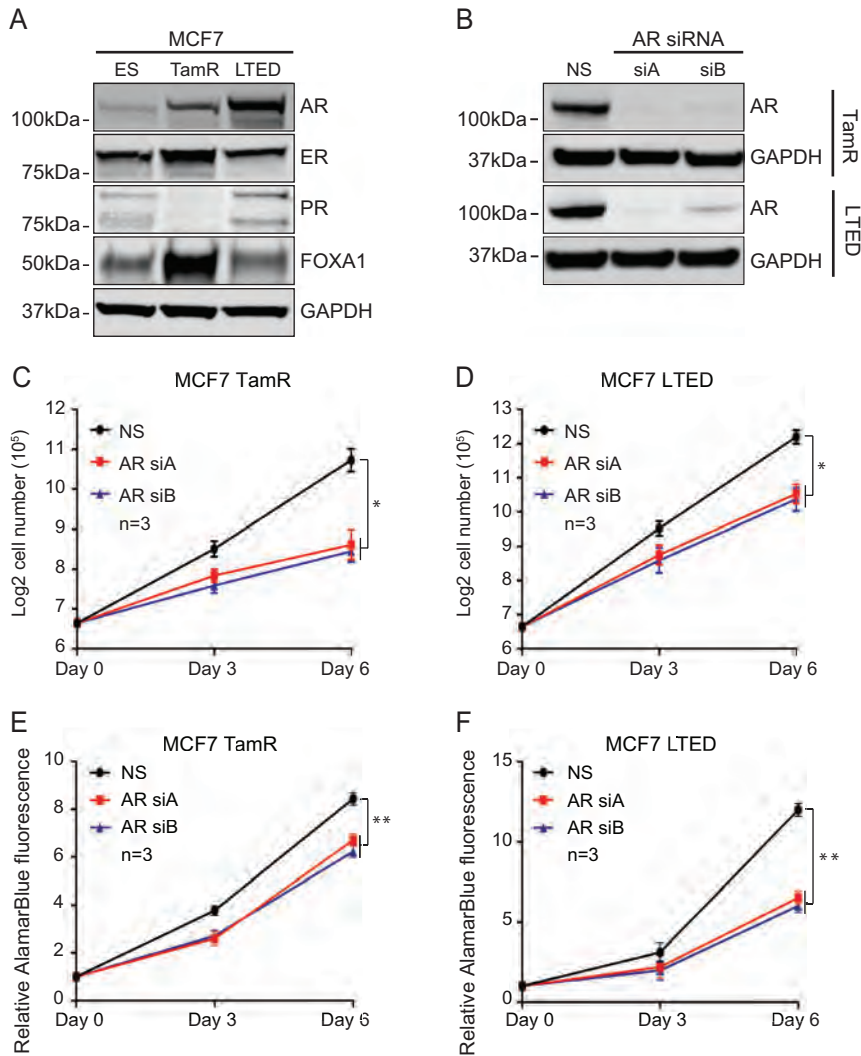 A
MCF7
ES TamR LTED
100kDa AR
75kDa ER
75kDa PR
50kDa FOXA1
37kDa GAPDH
B
AR siRNA
NS siA siB
100kDa AR
37kDa GAPDH
TamR
100kDa AR
37kDa GAPDH
LTED
C
MCF7 TamR
Log2 cell number (10⁵)
12
11
10
9
8
7
6
NS
AR siA
AR siB
n=3
*
Day 0 Day 3 Day 6
D
MCF7 LTED
Log2 cell number (10⁵)
13
12
11
10
9
8
7
6
NS
AR siA
AR siB
n=3
*
Day 0 Day 3 Day 6
E
MCF7 TamR
Relative AlamarBlue fluorescence
10
8
6
4
2
0
NS
AR siA
AR siB
n=3
**
Day 0 Day 3 Day 6
F
MCF7 LTED
Relative AlamarBlue fluorescence
15
10
5
0
NS
AR siA
AR siB
n=3
**
Day 0 Day 3 Day 6